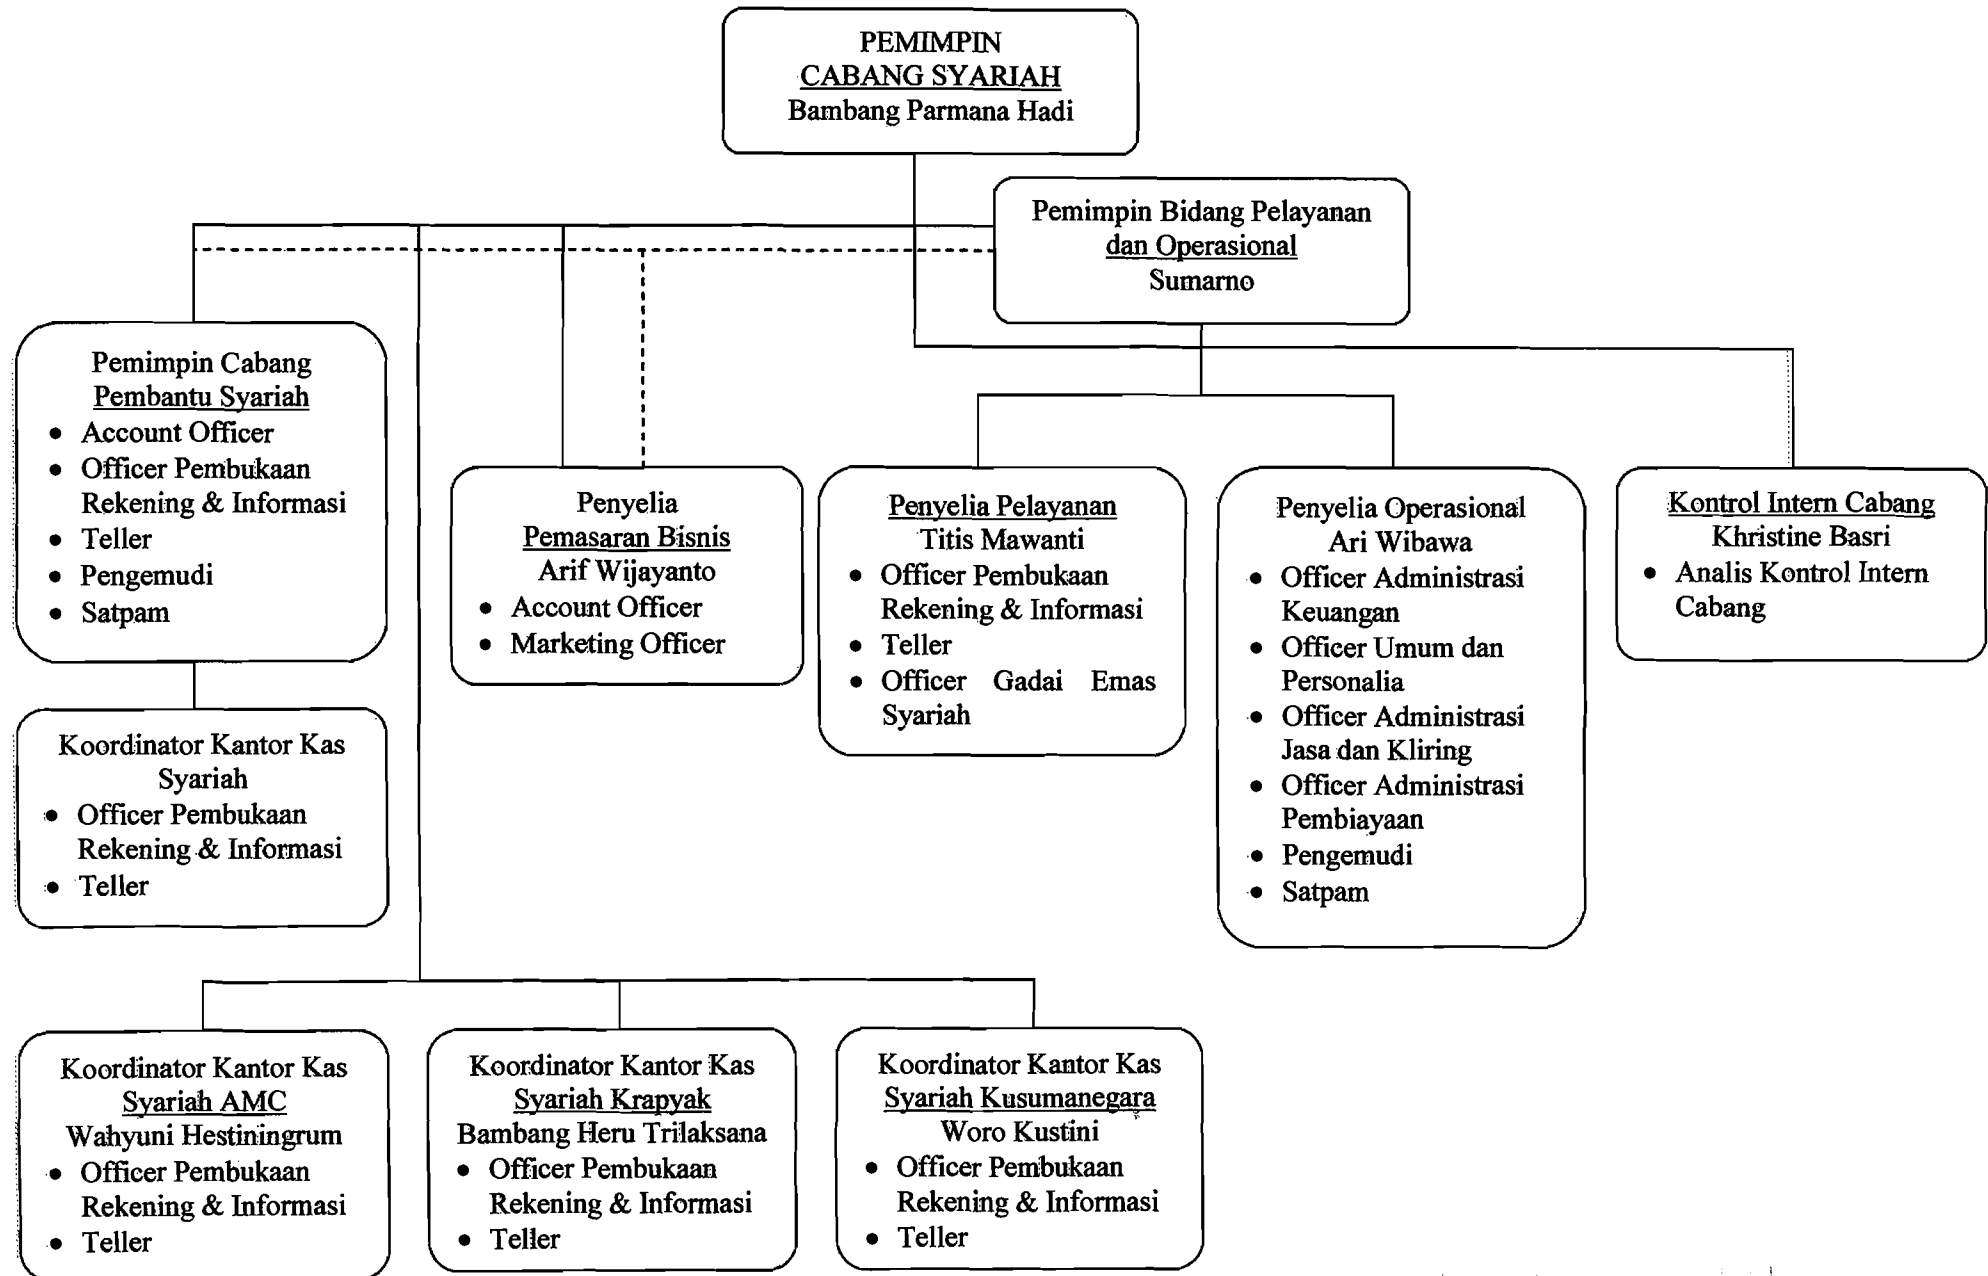 PEMIMPIN
CABANG SYARIAH
Bambang Parmana Hadi
Pemimpin Bidang Pelayanan
dan Operasional
Sumarno
Pemimpin Cabang
Pembantu Syariah
• Account Officer
• Officer Pembukaan
Rekening & Informasi
• Teller
• Pengemudi
• Satpam
Penyelia
Pemasaran Bisnis
Arif Wijayanto
• Account Officer
• Marketing Officer
Penyelia Pelayanan
Titis Mawanti
• Officer Pembukaan
Rekening & Informasi
• Teller
• Officer Gadai Emas
Syariah
Penyelia Operasional
Ari Wibawa
• Officer Administrasi
Keuangan
• Officer Umum dan
Personalia
• Officer Administrasi
Jasa dan Kliring
• Officer Administrasi
Pembiayaan
• Pengemudi
• Satpam
Kontrol Intern Cabang
Khristine Basri
• Analis Kontrol Intern
Cabang
Koordinator Kantor Kas
Syariah
• Officer Pembukaan
Rekening & Informasi
• Teller
Koordinator Kantor Kas
Syariah AMC
Wahyuni Hestiningrum
• Officer Pembukaan
Rekening & Informasi
• Teller
Koordinator Kantor Kas
Syariah Krapyak
Bambang Heru Trilaksana
• Officer Pembukaan
Rekening & Informasi
• Teller
Koordinator Kantor Kas
Syariah Kusumanegara
Woro Kustini
• Officer Pembukaan
Rekening & Informasi
• Teller